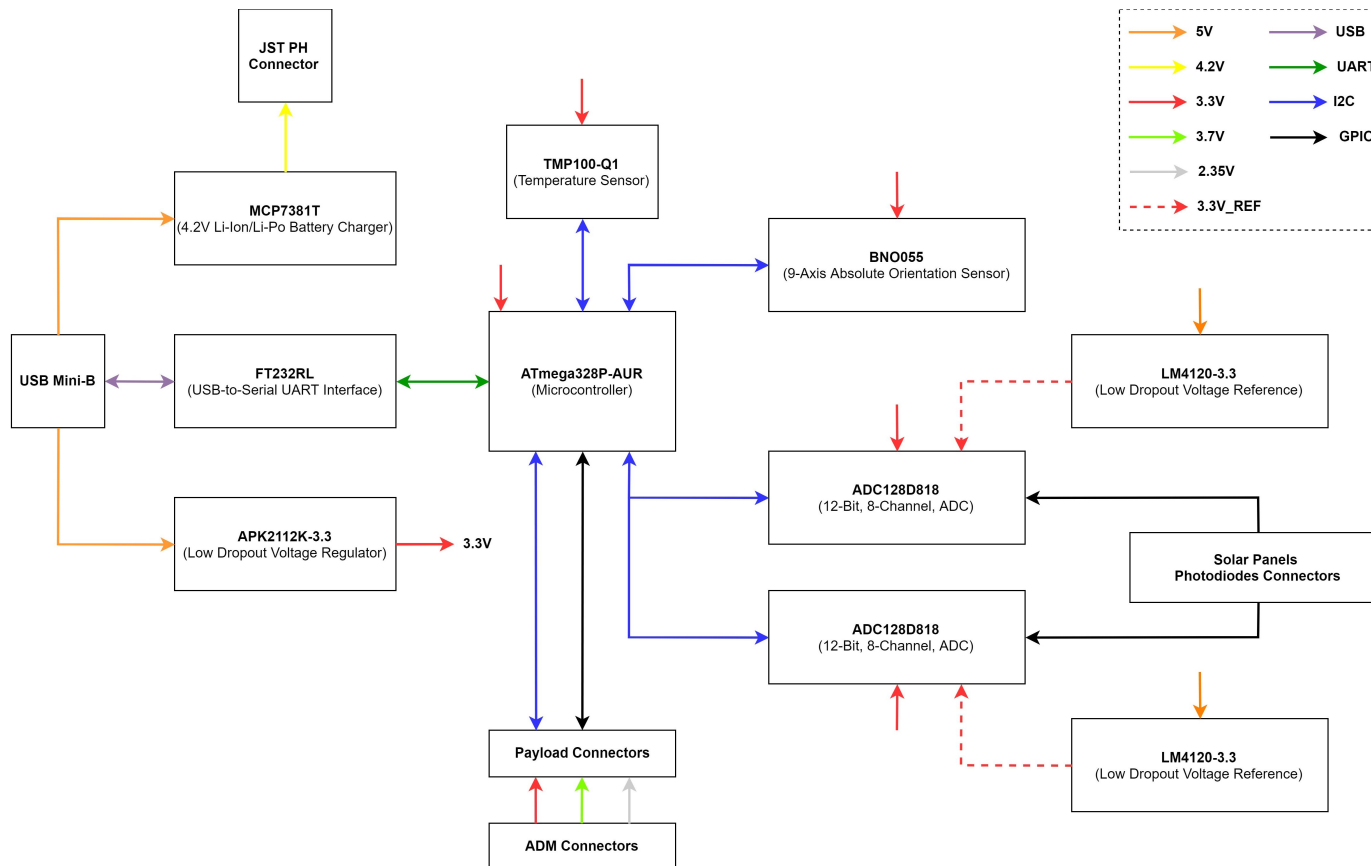 JST PH
Connector
5V
USB
4.2V
UART
3.3V
I2C
3.7V
GPIO
2.35V
3.3V_REF
TMP100-Q1
(Temperature Sensor)
MCP7381T
(4.2V Li-Ion/Li-Po Battery Charger)
BNO055
(9-Axis Absolute Orientation Sensor)
USB Mini-B
FT232RL
(USB-to-Serial UART Interface)
ATmega328P-AUR
(Microcontroller)
LM4120-3.3
(Low Dropout Voltage Reference)
ADC128D818
(12-Bit, 8-Channel, ADC)
APK2112K-3.3
(Low Dropout Voltage Regulator)
3.3V
Solar Panels
Photodiodes Connectors
ADC128D818
(12-Bit, 8-Channel, ADC)
Payload Connectors
LM4120-3.3
(Low Dropout Voltage Reference)
ADM Connectors